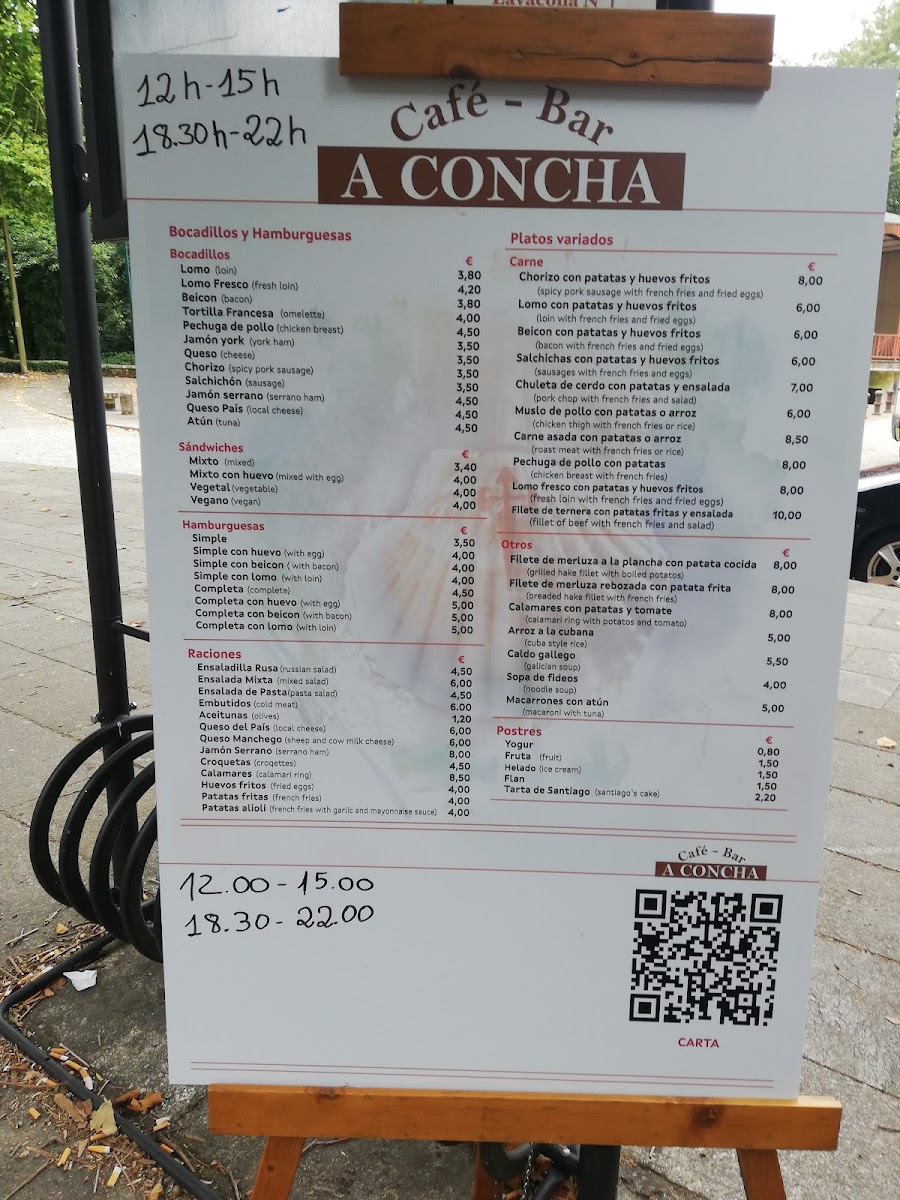 Lavacolla N
12h-15h
18.30h-22h
Café - Bar
A CONCHA
Bocadillos y Hamburguesas
Bocadillos €
Lomo (loin) 3,80
Lomo Fresco (fresh loin) 4,20
Beicon (bacon) 3,80
Tortilla Francesa (omelette) 4,00
Pechuga de pollo (chicken breast) 4,50
Jamón york (york ham) 3,50
Queso (cheese) 3,50
Chorizo (spicy pork sausage) 3,50
Salchichón (sausage) 3,50
Jamón serrano (serrano ham) 4,50
Queso País (local cheese) 4,50
Atún (tuna) 4,50
Sándwiches €
Mixto (mixed) 3,40
Mixto con huevo (mixed with egg) 4,00
Vegetal (vegetable) 4,00
Vegano (vegan) 4,00
Hamburguesas €
Simple 3,50
Simple con huevo (with egg) 4,00
Simple con beicon ( with bacon) 4,00
Simple con lomo (with loin) 4,00
Completa (complete) 4,50
Completa con huevo (with egg) 5,00
Completa con beicon (with bacon) 5,00
Completa con lomo (with loin) 5,00
Raciones €
Ensaladilla Rusa (russian salad) 4,50
Ensalada Mixta (mixed salad) 6,00
Ensalada de Pasta(pasta salad) 4,50
Embutidos (cold meat) 6.00
Aceitunas (olives) 1,20
Queso del País (local cheese) 6,00
Queso Manchego (sheep and cow milk cheese) 6,00
Jamón Serrano (serrano ham) 8,00
Croquetas (croqettes) 4,50
Calamares (calamari ring) 8,50
Huevos fritos (fried eggs) 4,00
Patatas fritas (french fries) 4,00
Patatas alioli (french fries with garlic and mayonnaise sauce) 4,00
Platos variados
Carne €
Chorizo con patatas y huevos fritos 8,00
(spicy pork sausage with french fries and fried eggs)
Lomo con patatas y huevos fritos 6,00
(loin with french fries and fried eggs)
Beicon con patatas y huevos fritos 6,00
(bacon with french fries and fried eggs)
Salchichas con patatas y huevos fritos 6,00
(sausages with french fries and eggs)
Chuleta de cerdo con patatas y ensalada 7,00
(pork chop with french fries and salad)
Muslo de pollo con patatas o arroz 6,00
(chicken thigh with french fries or rice)
Carne asada con patatas o arroz 8,50
(roast meat with french fries or rice)
Pechuga de pollo con patatas 8,00
(chicken breast with french fries)
Lomo fresco con patatas y huevos fritos 8,00
(fresh loin with french fries and fried eggs)
Filete de ternera con patatas fritas y ensalada 10,00
(fillet of beef with french fries and salad)
Otros €
Filete de merluza a la plancha con patata cocida 8,00
(grilled hake fillet with boiled potatos)
Filete de merluza rebozada con patata frita 8,00
(breaded hake fillet with french fries)
Calamares con patatas y tomate 8,00
(calamari ring with potatos and tomato)
Arroz a la cubana 5,00
(cuba style rice)
Caldo gallego 5,50
(galician soup)
Sopa de fideos 4,00
(noodle soup)
Macarrones con atún 5,00
(macaroni with tuna)
Postres €
Yogur 0,80
Fruta (fruit) 1,50
Helado (ice cream) 1,50
Flan 1,50
Tarta de Santiago (santiago's cake) 2,20
12.00-15.00
18.30-22.00
Café - Bar
A CONCHA
CARTA